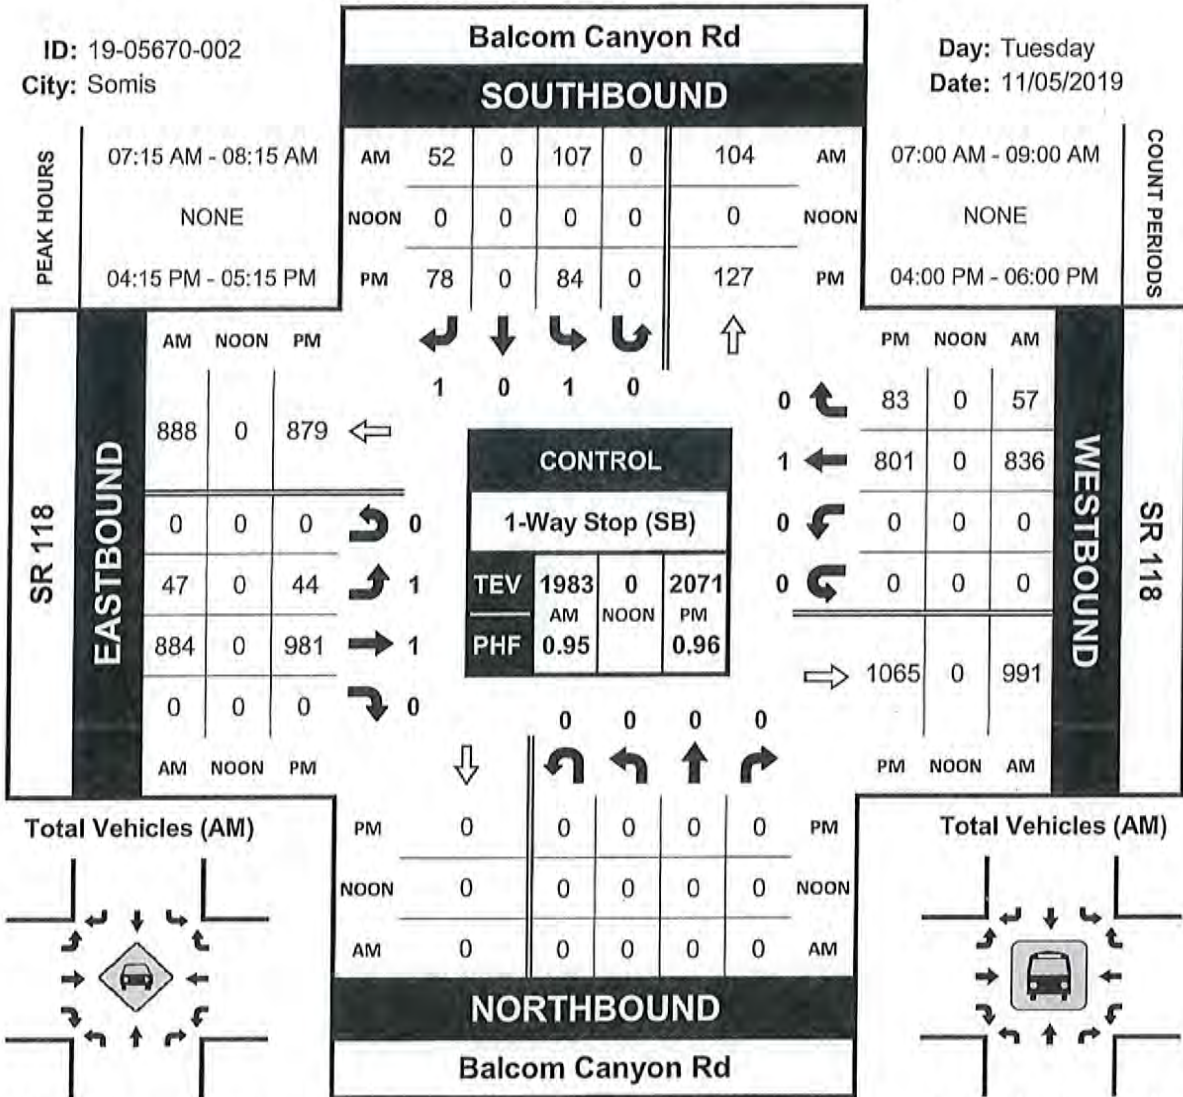 Balcom Canyon Rd
ID: 19-05670-002
City: Somis
Day: Tuesday
Date: 11/05/2019
SOUTHBOUND
PEAK HOURS
07:15 AM - 08:15 AM
NONE
04:15 PM - 05:15 PM
AM 52 0 107 0 104 AM
NOON 0 0 0 0 0 NOON
PM 78 0 84 0 127 PM
07:00 AM - 09:00 AM
NONE
04:00 PM - 06:00 PM
COUNT PERIODS
1 0 1 0
SR 118
EASTBOUND
AM NOON PM
888 0 879
0 0 0 0
47 0 44 1
884 0 981 1
0 0 0 0
AM NOON PM
CONTROL
1-Way Stop (SB)
TEV 1983 0 2071
AM NOON PM
PHF 0.95 0.96
PM NOON AM
0 83 0 57
1 801 0 836
0 0 0 0
0 0 0 0
1065 0 991
PM NOON AM
WESTBOUND
SR 118
0 0 0 0
PM 0 0 0 0 0 PM
NOON 0 0 0 0 0 NOON
AM 0 0 0 0 0 AM
NORTHBOUND
Balcom Canyon Rd
Total Vehicles (AM)
Total Vehicles (AM)